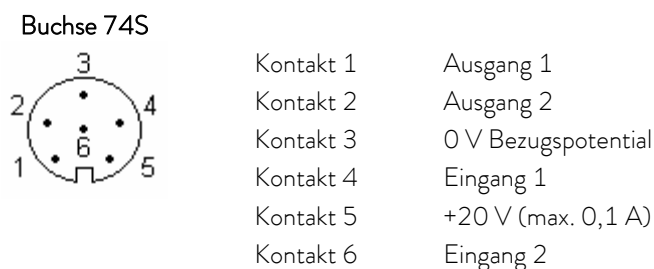 Buchse 74S
3
2
4
6
1
5
Kontakt 1 Ausgang 1
Kontakt 2 Ausgang 2
Kontakt 3 0 V Bezugspotential
Kontakt 4 Eingang 1
Kontakt 5 +20 V (max. 0,1 A)
Kontakt 6 Eingang 2